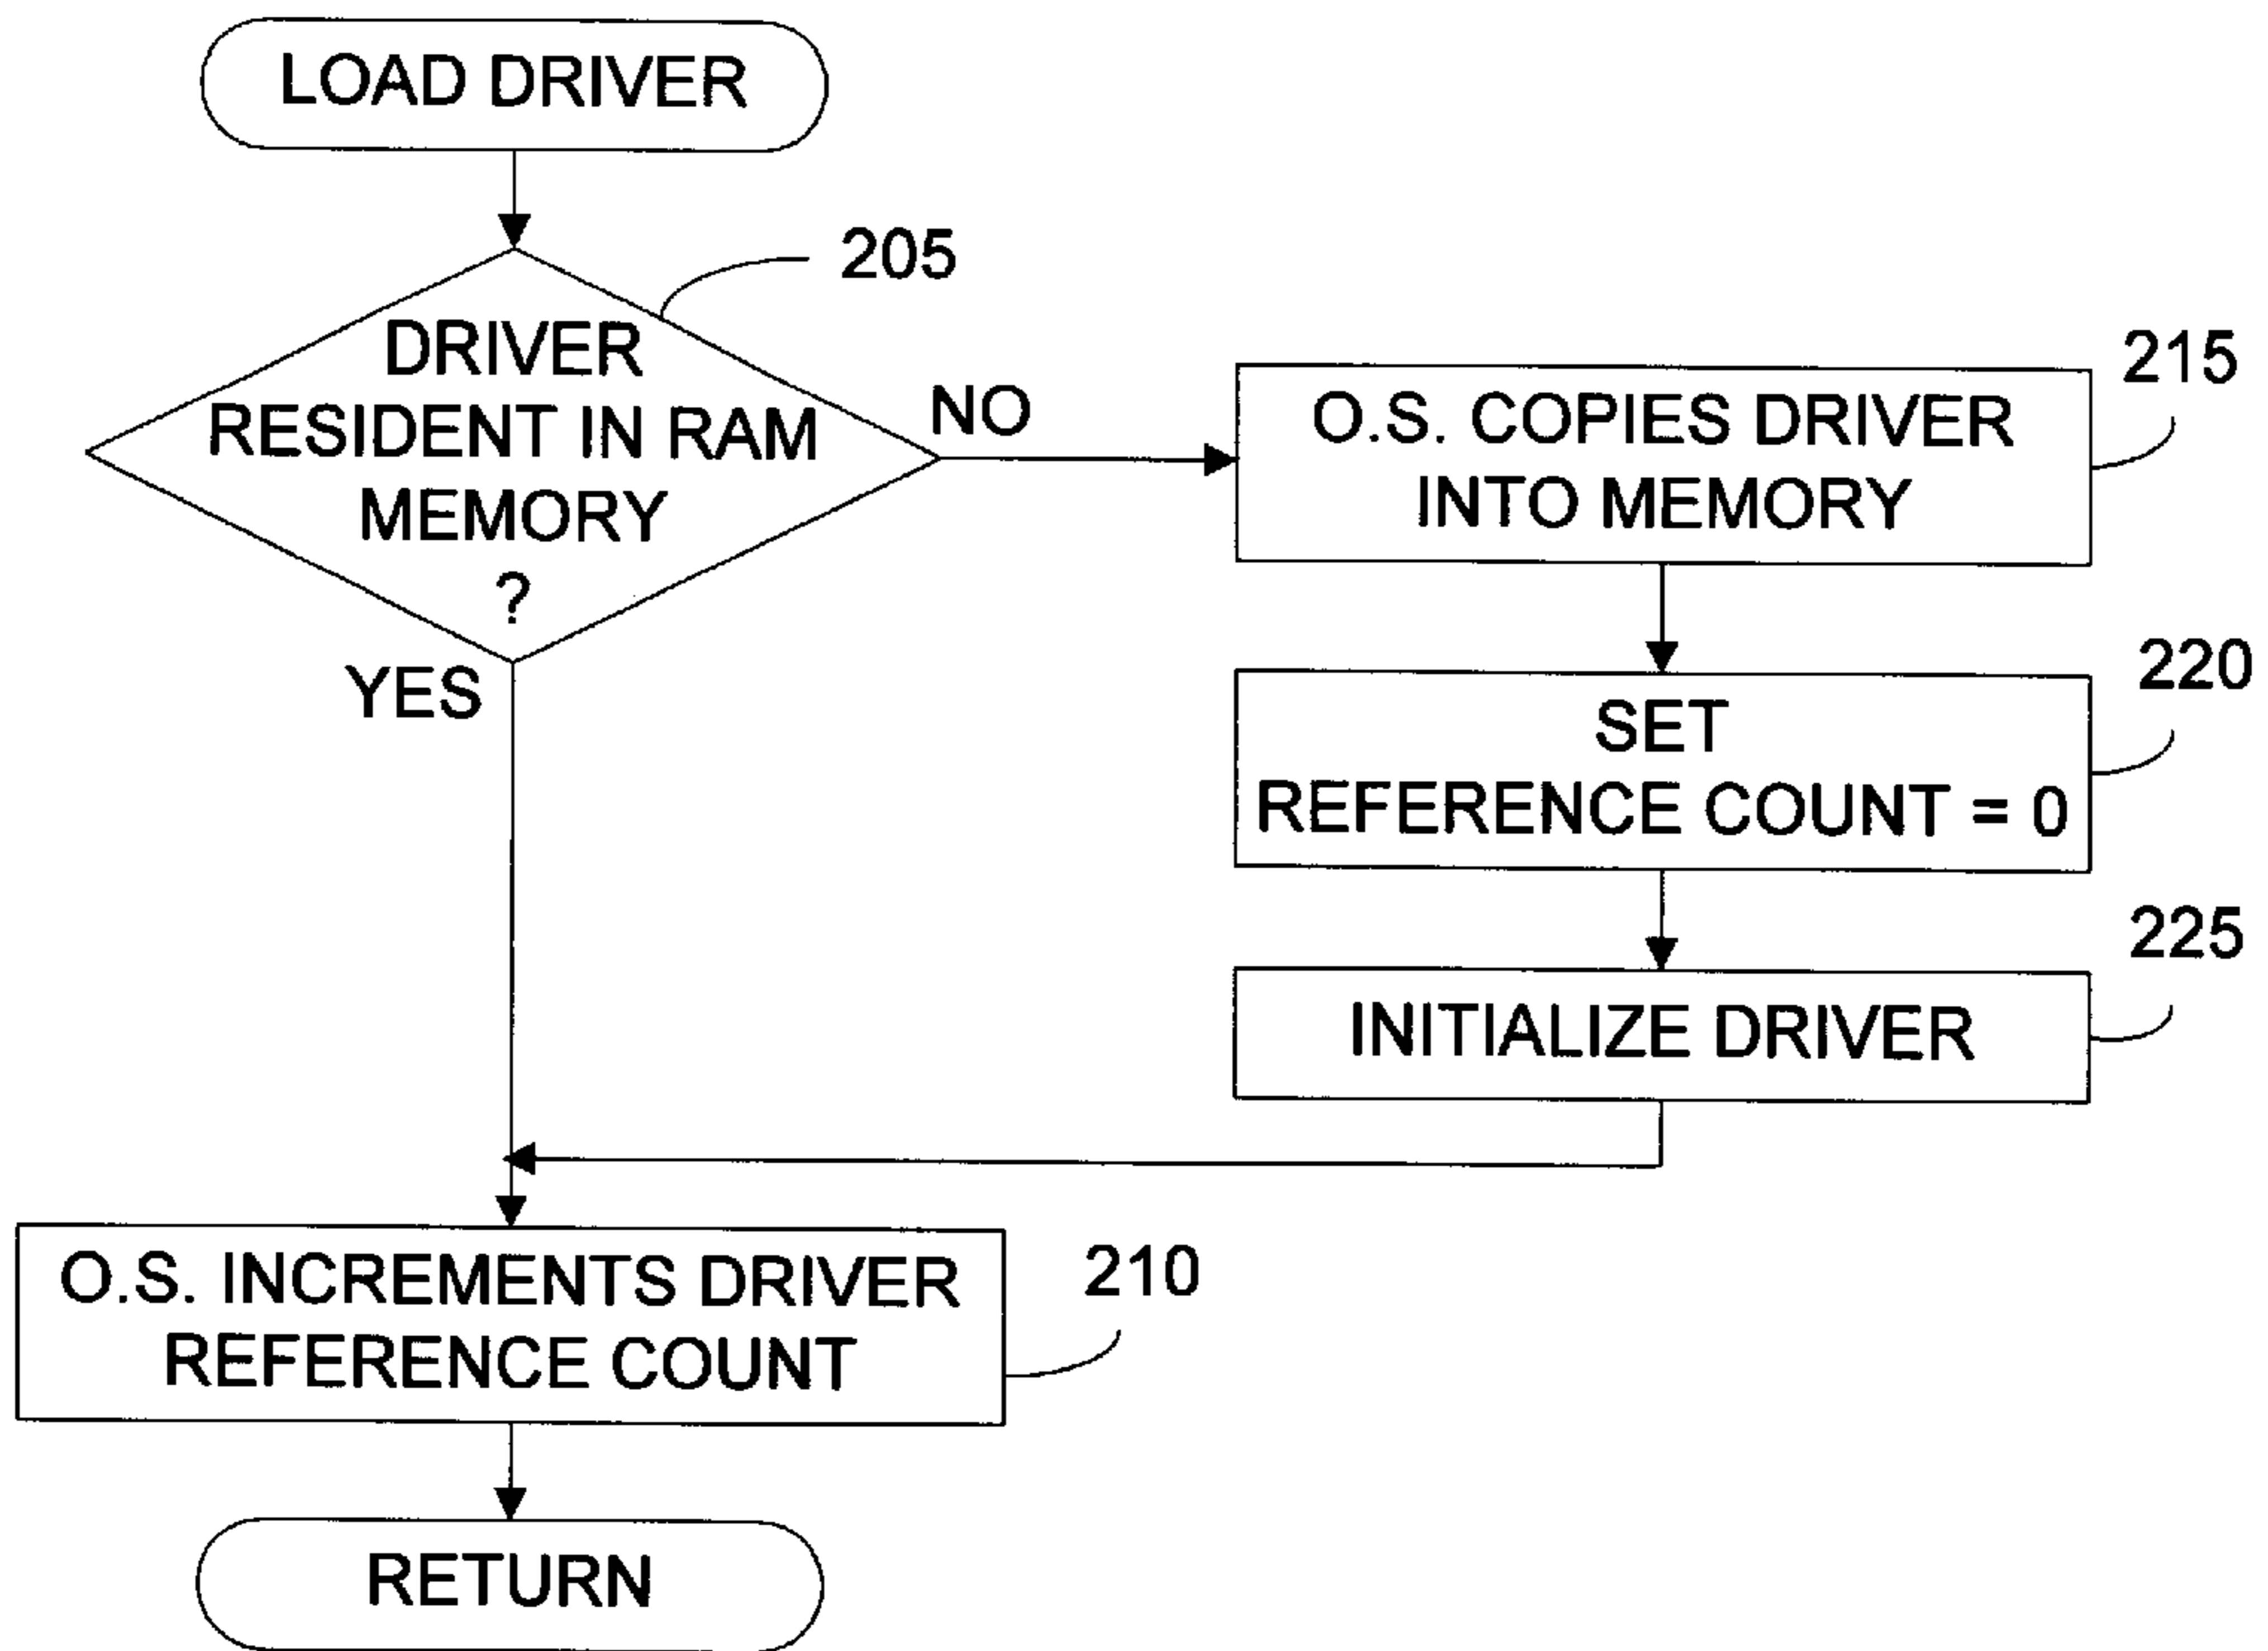 LOAD DRIVER
205
DRIVER
RESIDENT IN RAM
MEMORY
?
NO
YES
215
O.S. COPIES DRIVER
INTO MEMORY
220
SET
REFERENCE COUNT = 0
225
INITIALIZE DRIVER
O.S. INCREMENTS DRIVER
REFERENCE COUNT
210
RETURN